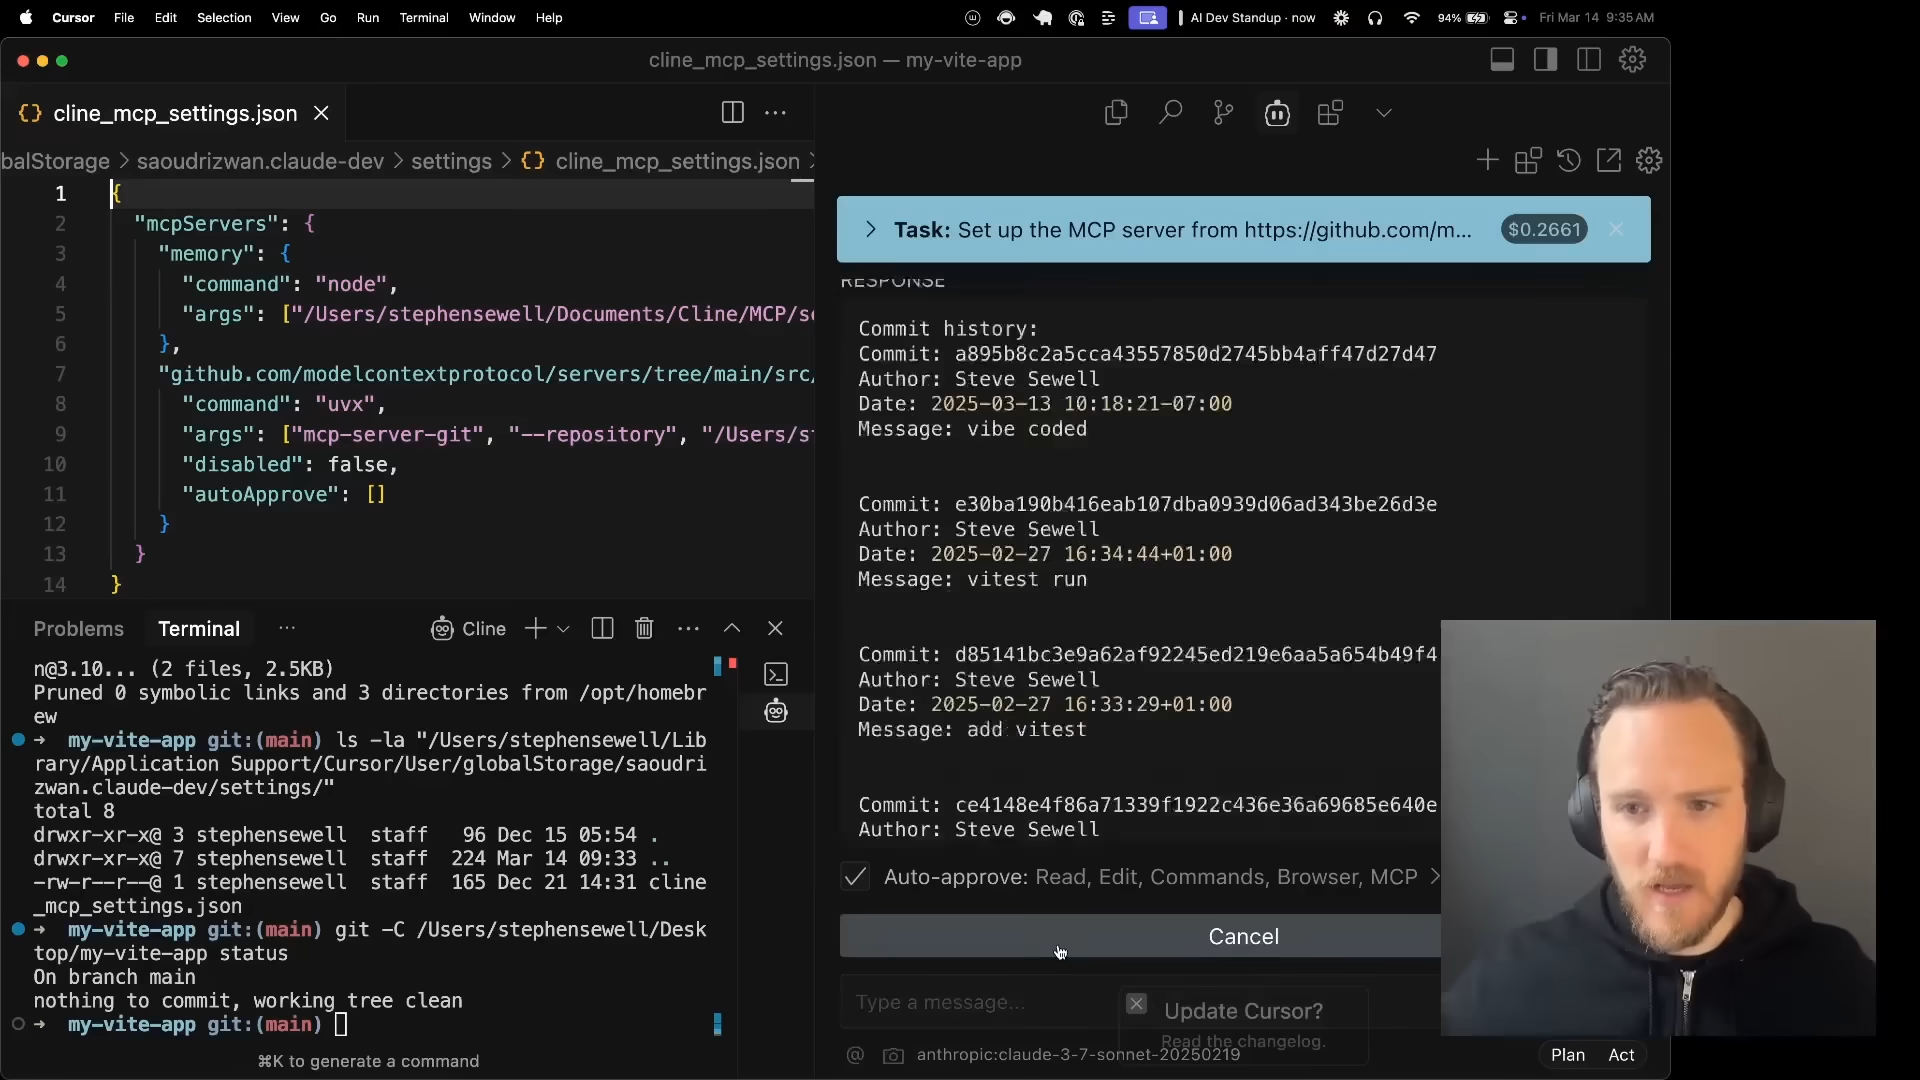 Cursor File Edit Selection View Go Run Terminal Window Help
AI Dev Standup · now 94% Fri Mar 14 9:35 AM
cline_mcp_settings.json — my-vite-app
{} cline_mcp_settings.json
balStorage > saoudrizwan.claude-dev > settings > {} cline_mcp_settings.json >
1 {
2 "mcpServers": {
3 "memory": {
4 "command": "node",
5 "args": ["/Users/stephensewell/Documents/Cline/MCP/se
6 },
7 "github.com/modelcontextprotocol/servers/tree/main/src/
8 "command": "uvx",
9 "args": ["mcp-server-git", "--repository", "/Users/s
10 "disabled": false,
11 "autoApprove": []
12 }
13 }
14 }
Problems Terminal ··· Cline
n@3.10... (2 files, 2.5KB)
Pruned 0 symbolic links and 3 directories from /opt/homebr
ew
→ my-vite-app git:(main) ls -la "/Users/stephensewell/Lib
rary/Application Support/Cursor/User/globalStorage/saoudri
zwan.claude-dev/settings/"
total 8
drwxr-xr-x@ 3 stephensewell staff 96 Dec 15 05:54 .
drwxr-xr-x@ 7 stephensewell staff 224 Mar 14 09:33 ..
-rw-r--r--@ 1 stephensewell staff 165 Dec 21 14:31 cline
_mcp_settings.json
→ my-vite-app git:(main) git -C /Users/stephensewell/Desk
top/my-vite-app status
On branch main
nothing to commit, working tree clean
→ my-vite-app git:(main)
⌘K to generate a command
Task: Set up the MCP server from https://github.com/m... $0.2661
RESPONSE
Commit history:
Commit: a895b8c2a5cca43557850d2745bb4aff47d27d47
Author: Steve Sewell
Date: 2025-03-13 10:18:21-07:00
Message: vibe coded
Commit: e30ba190b416eab107dba0939d06ad343be26d3e
Author: Steve Sewell
Date: 2025-02-27 16:34:44+01:00
Message: vitest run
Commit: d85141bc3e9a62af92245ed219e6aa5a654b49f4
Author: Steve Sewell
Date: 2025-02-27 16:33:29+01:00
Message: add vitest
Commit: ce4148e4f86a71339f1922c436e36a69685e640e
Author: Steve Sewell
Auto-approve: Read, Edit, Commands, Browser, MCP >
Cancel
Type a message...
Update Cursor?
Read the changelog.
@ anthropic:claude-3-7-sonnet-20250219
Plan Act